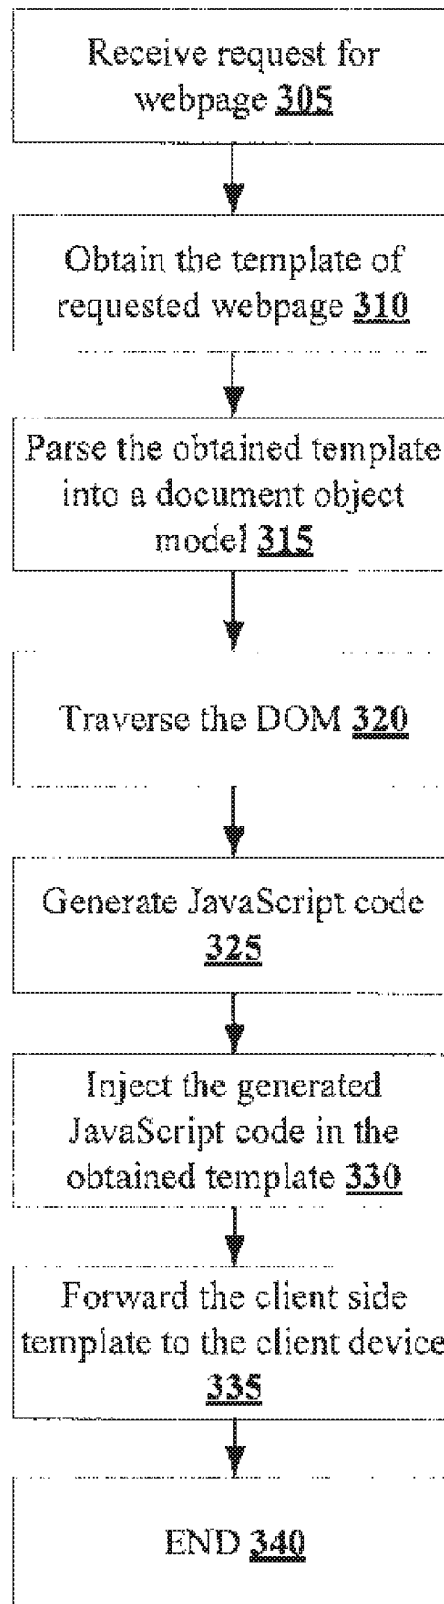 Receive request for
webpage 305
Obtain the template of
requested webpage 310
Parse the obtained template
into a document object
model 315
Traverse the DOM 320
Generate JavaScript code
325
Inject the generated
JavaScript code in the
obtained template 330
Forward the client side
template to the client device
335
END 340